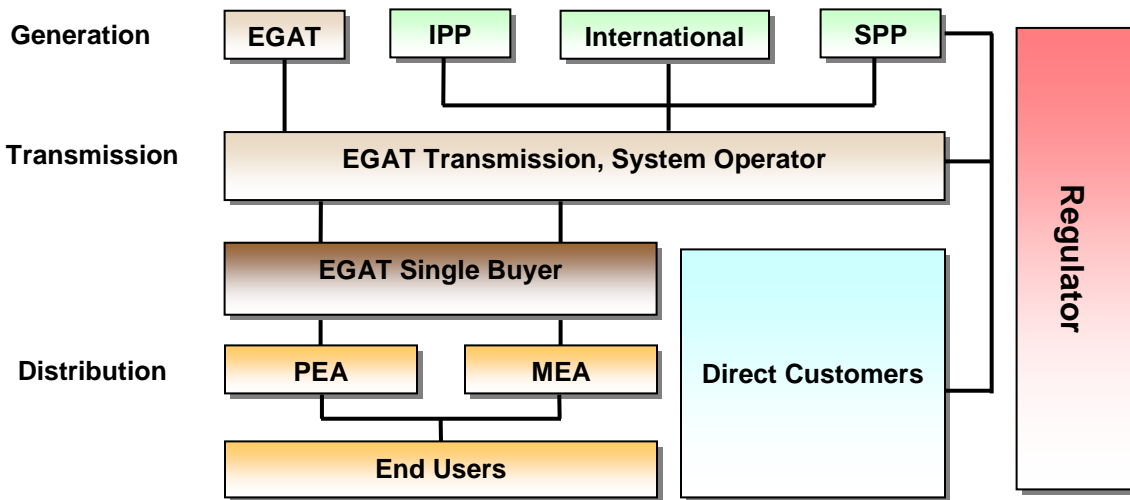 Generation
EGAT
IPP
International
SPP
Transmission
EGAT Transmission, System Operator
EGAT Single Buyer
Distribution
PEA
MEA
Direct Customers
End Users
Regulator